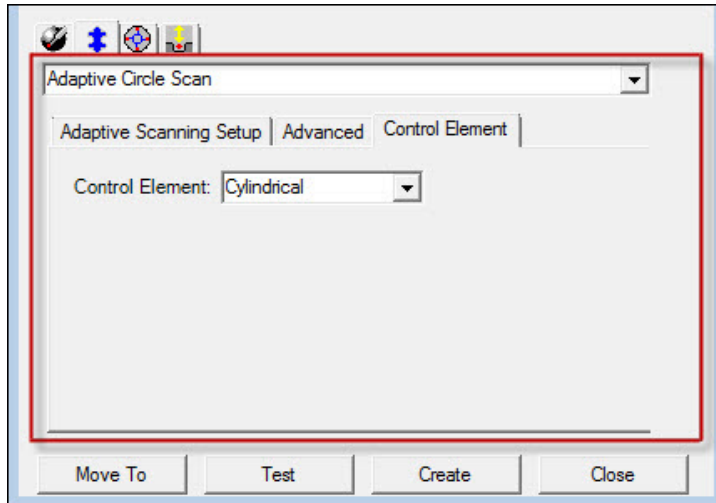 Adaptive Circle Scan
Adaptive Scanning Setup Advanced Control Element
Control Element: Cylindrical
Move To Test Create Close